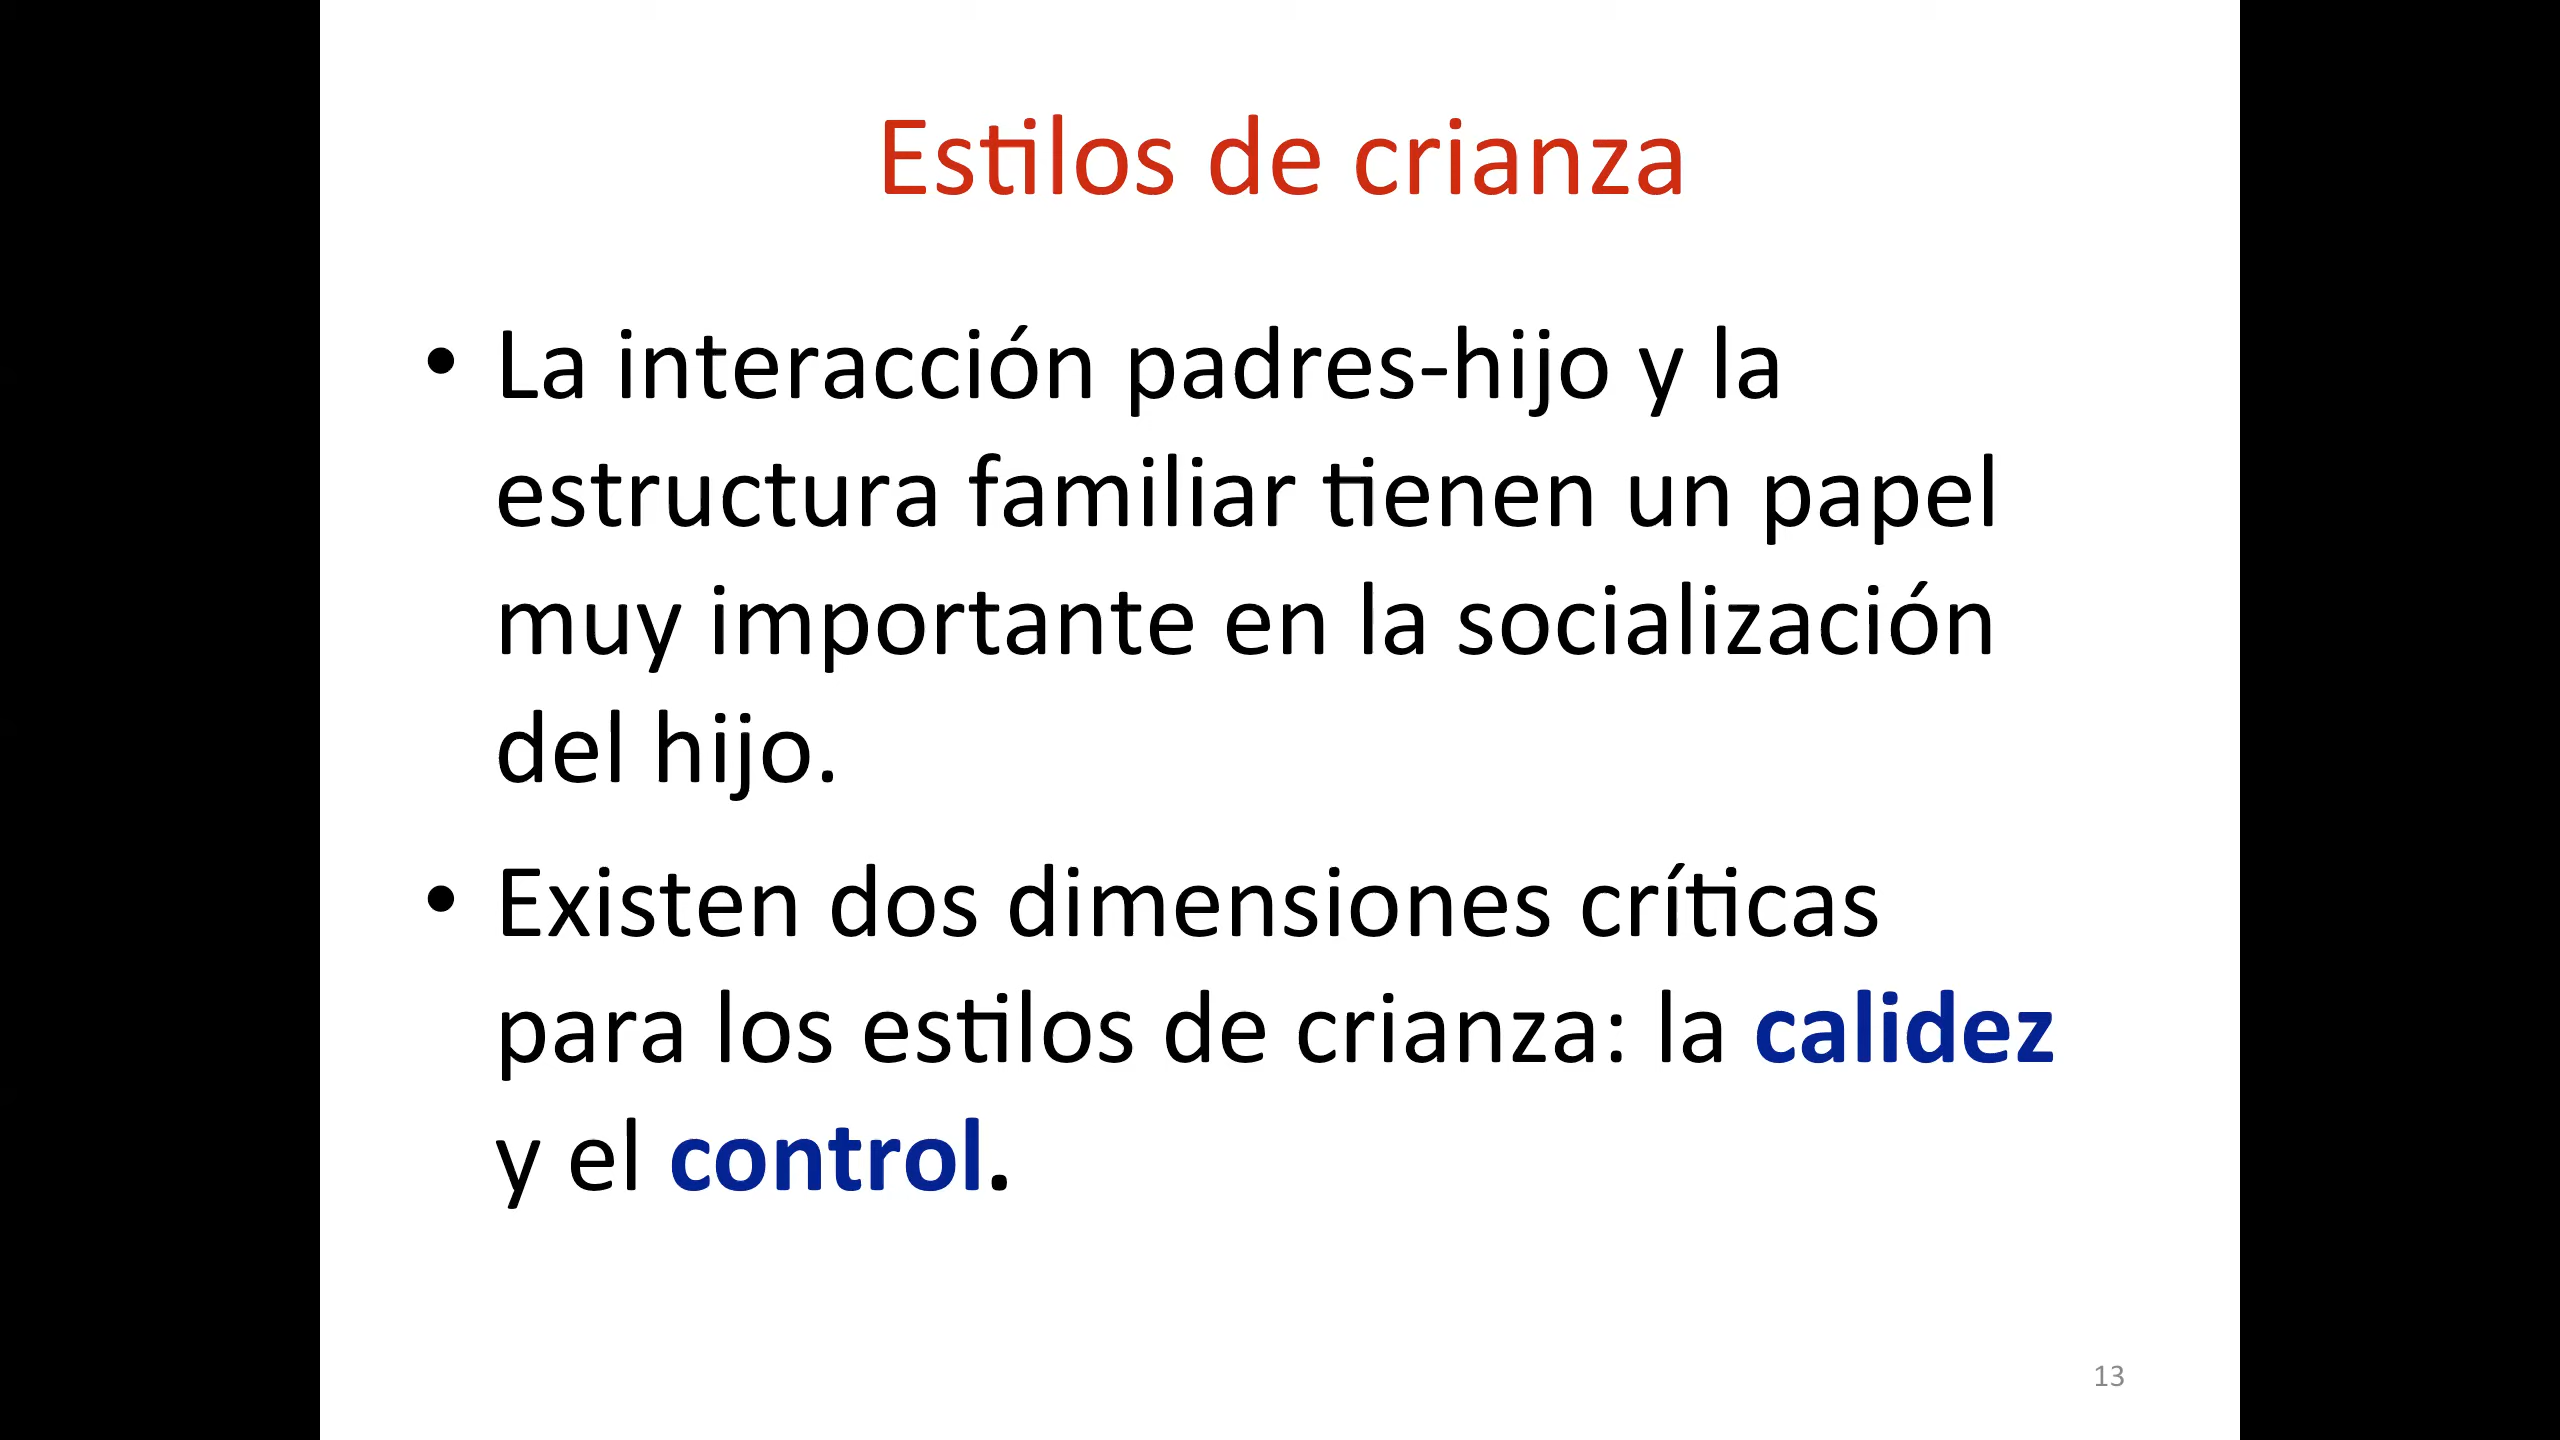 Estilos de crianza
• La interacción padres-hijo y la
estructura familiar tienen un papel
muy importante en la socialización
del hijo.
• Existen dos dimensiones críticas
para los estilos de crianza: la calidez
y el control.
13